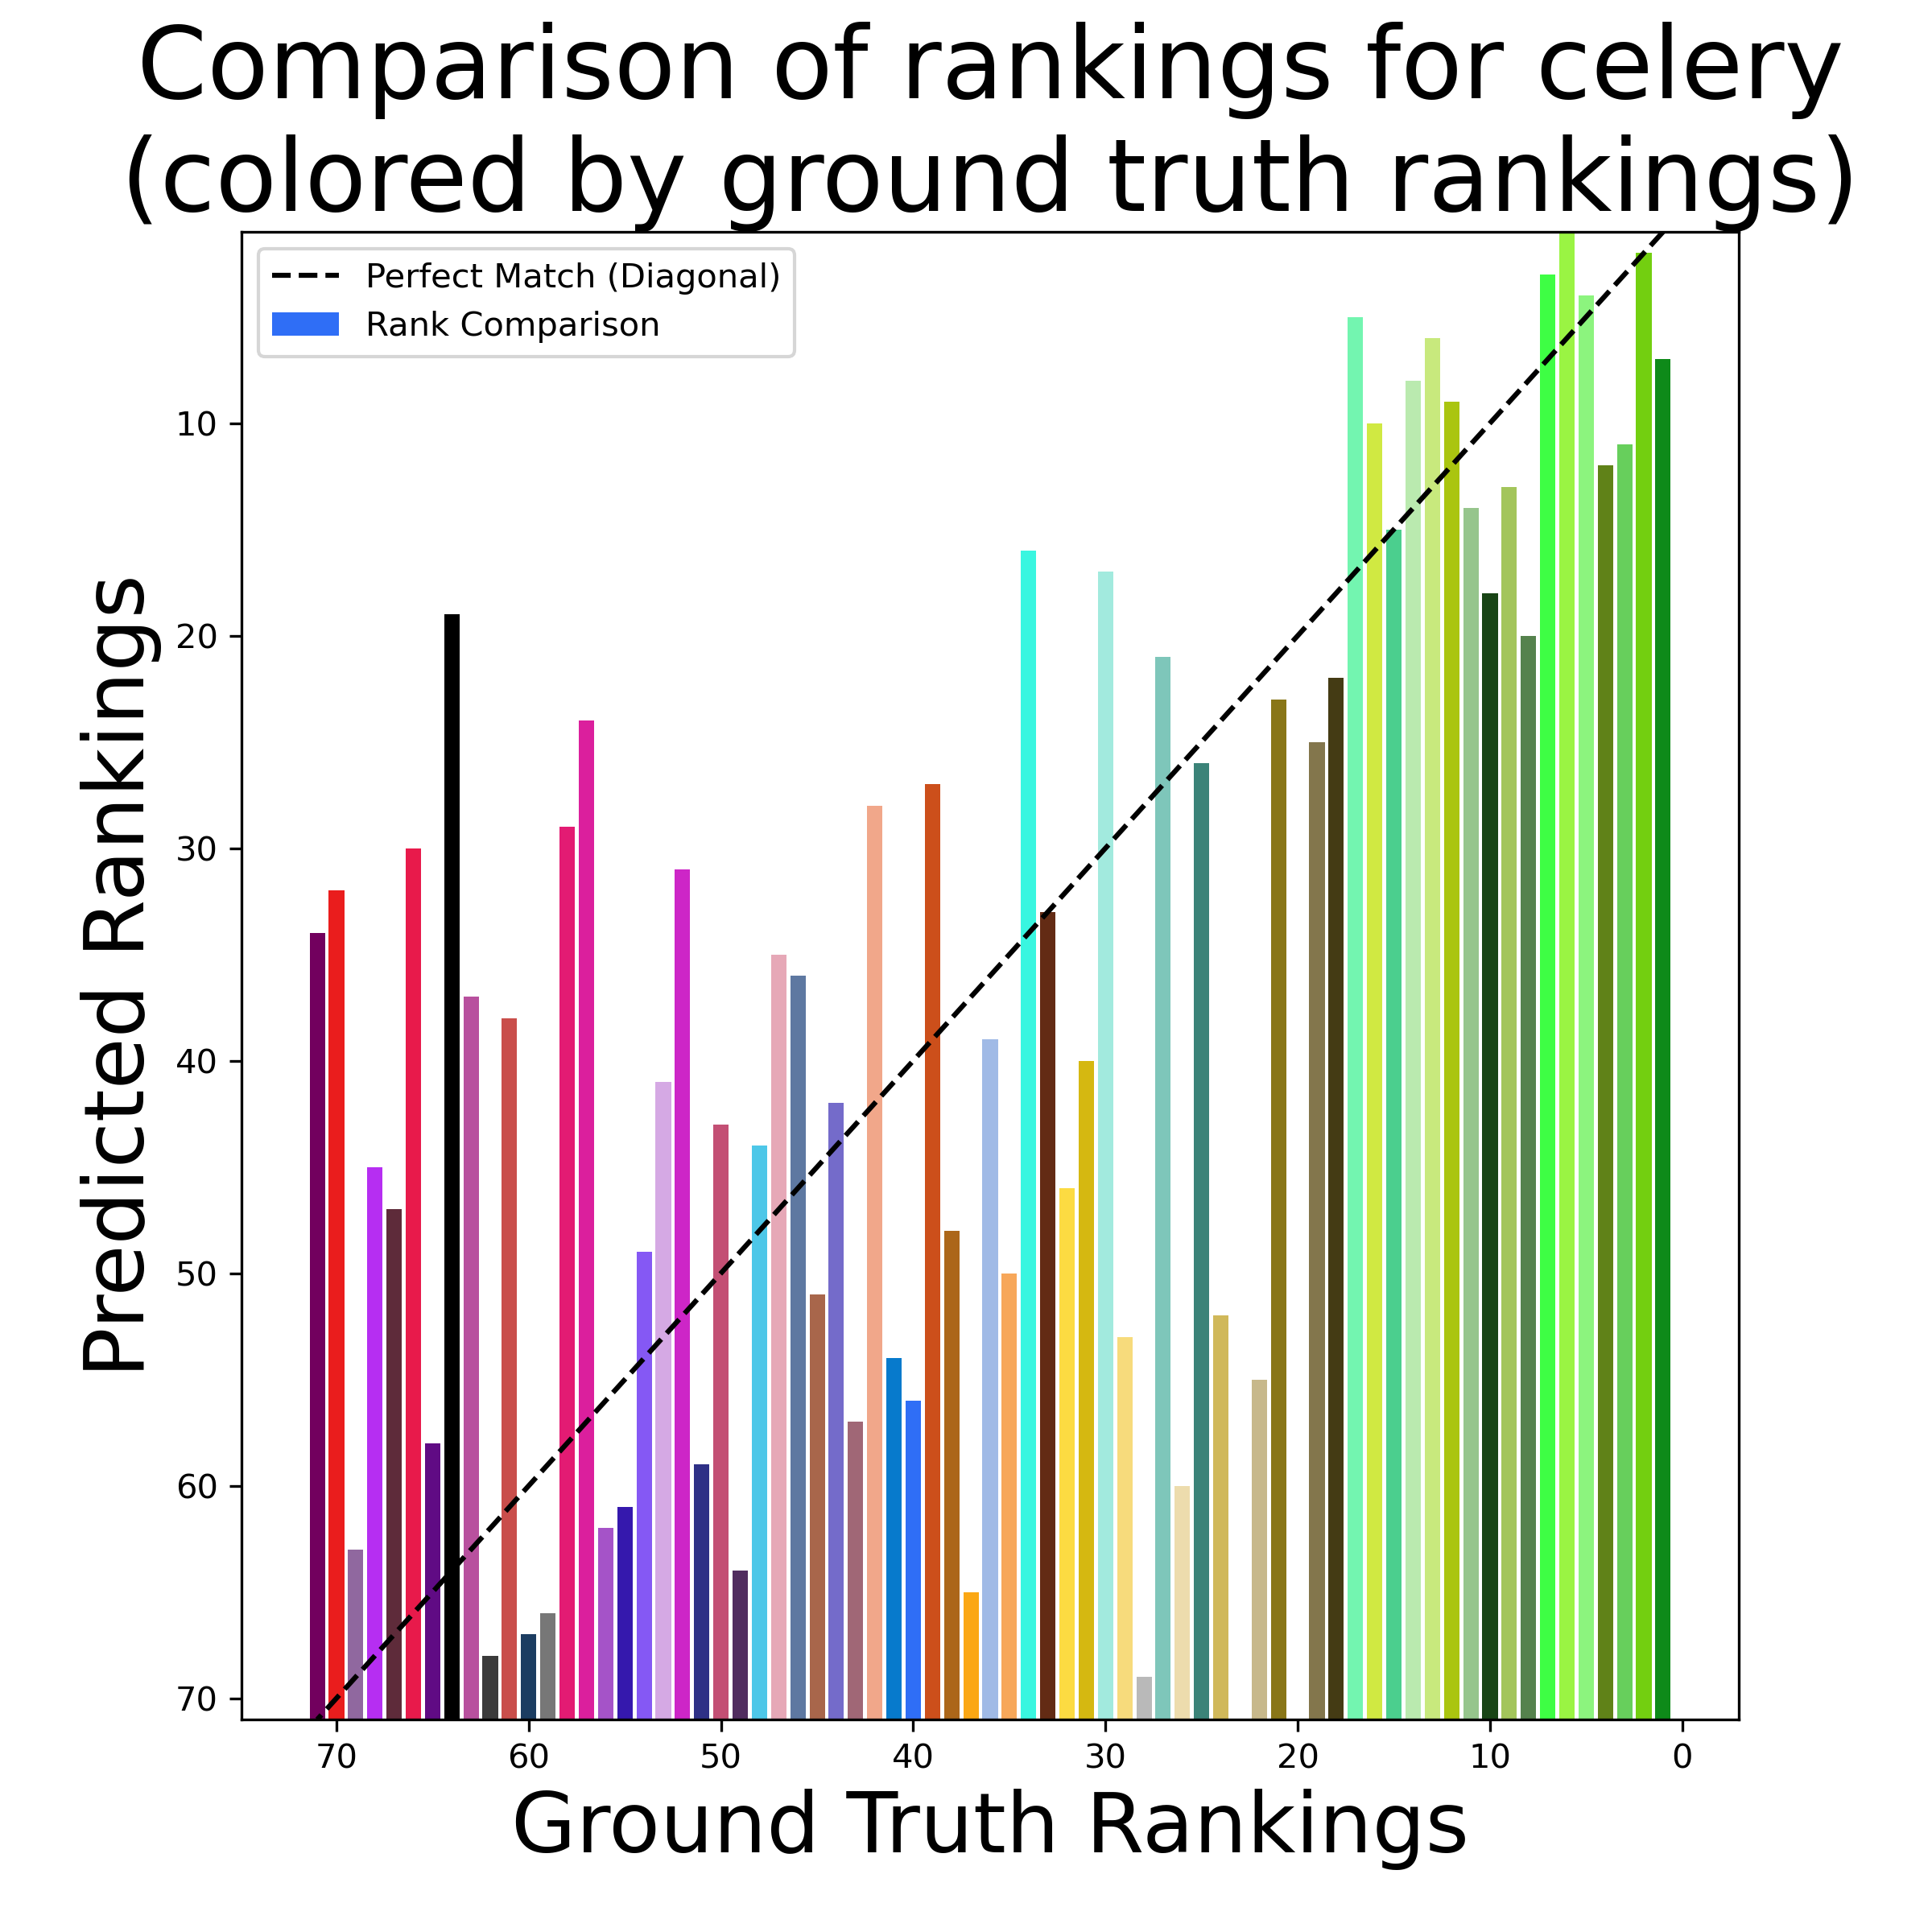 Comparison of rankings for celery
(colored by ground truth rankings)
Perfect Match (Diagonal)
Rank Comparison
Predicted Rankings
10
20
30
40
50
60
70
70 60 50 40 30 20 10 0
Ground Truth Rankings